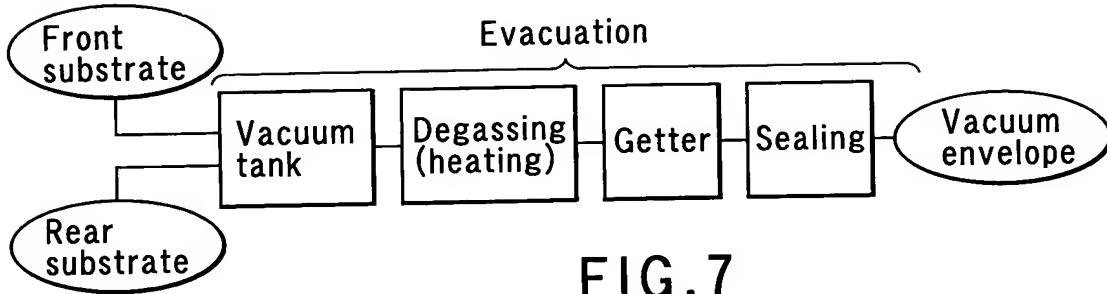 Front
substrate
Evacuation
Vacuum
tank
Degassing
(heating)
Getter
Sealing
Vacuum
envelope
Rear
substrate
FIG.7